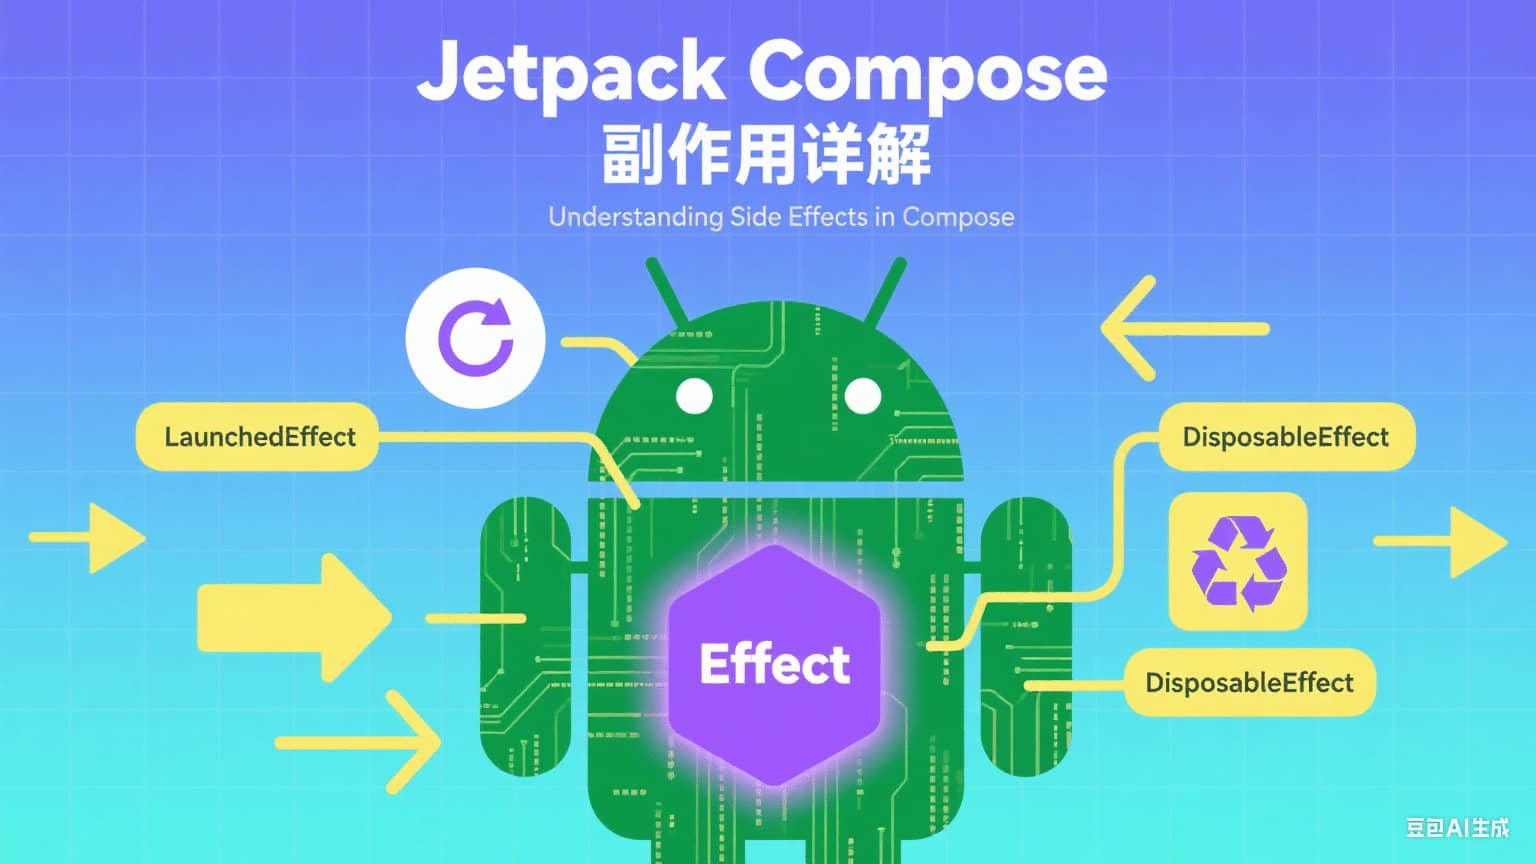 Jetpack Compose
副作用详解
Understanding Side Effects in Compose
LaunchedEffect
DisposableEffect
Effect
DisposableEffect
豆包AI生成